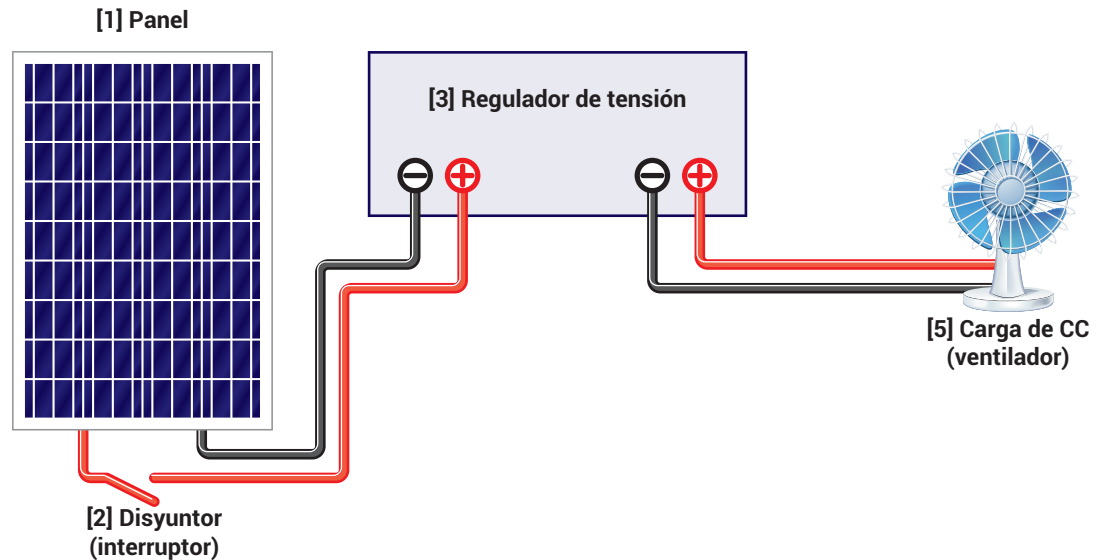 [1] Panel
[3] Regulador de tensión
[5] Carga de CC
(ventilador)
[2] Disyuntor
(interruptor)